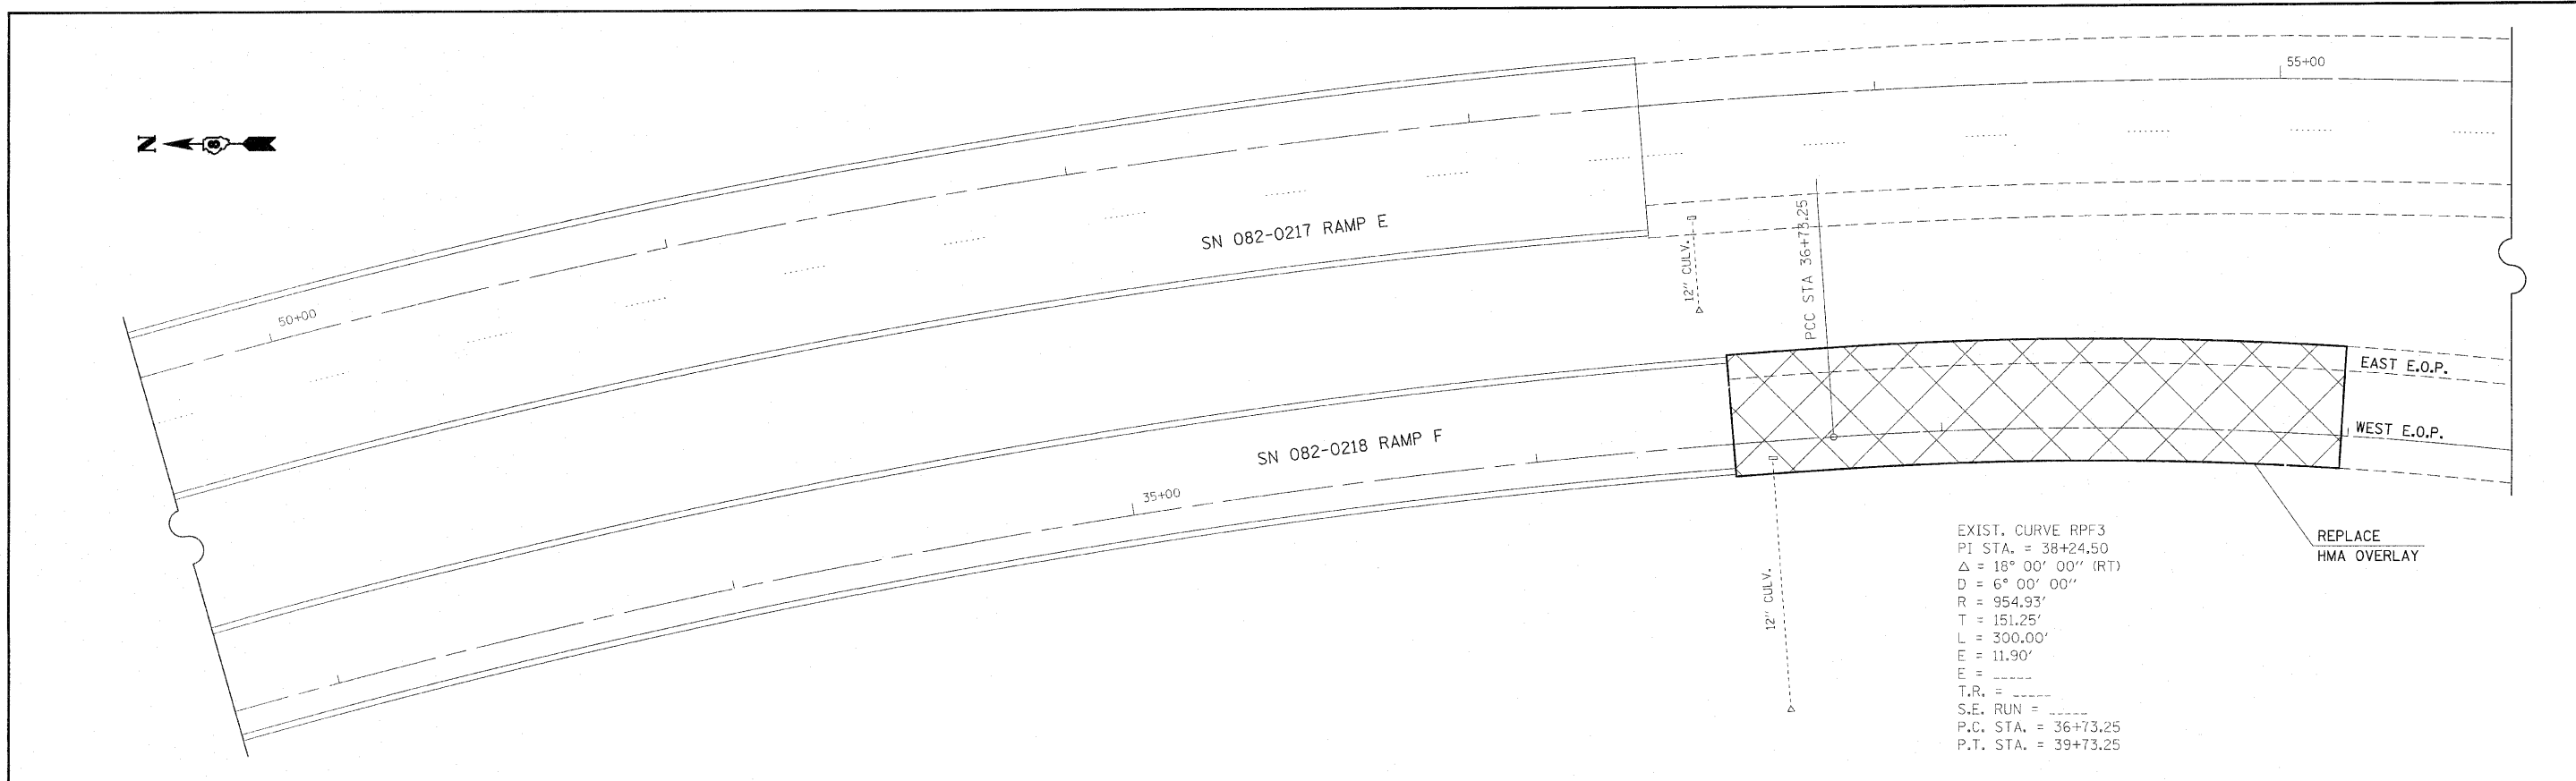 55+00
N
8
SN 082-0217 RAMP E
12" CULV.
PCC STA 36+73.25
50+00
EAST E.O.P.
WEST E.O.P.
SN 082-0218 RAMP F
35+00
12" CULV.
REPLACE
HMA OVERLAY
EXIST. CURVE RPF3
PI STA. = 38+24.50
△ = 18° 00' 00" (RT)
D = 6° 00' 00"
R = 954.93'
T = 151.25'
L = 300.00'
E = 11.90'
E = _____
T.R. = _____
S.E. RUN = _____
P.C. STA. = 36+73.25
P.T. STA. = 39+73.25